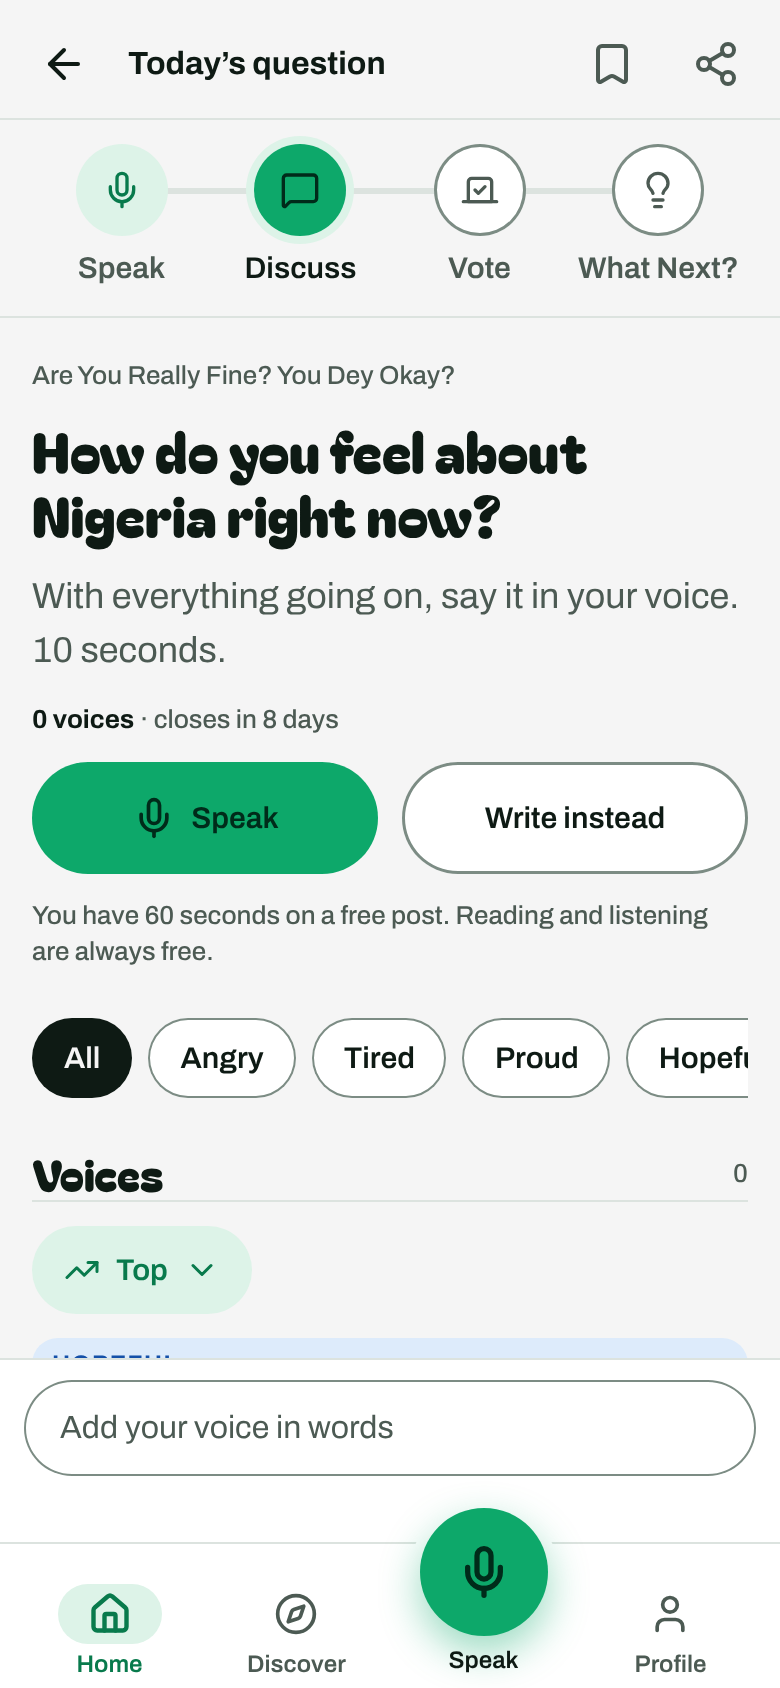 Today’s question
Speak
Discuss
Vote
What Next?
Are You Really Fine? You Dey Okay?
How do you feel about
Nigeria right now?
With everything going on, say it in your voice.
10 seconds.
0 voices · closes in 8 days
Speak
Write instead
You have 60 seconds on a free post. Reading and listening
are always free.
All
Angry
Tired
Proud
Voices
0
Top
Add your voice in words
Home
Discover
Speak
Profile